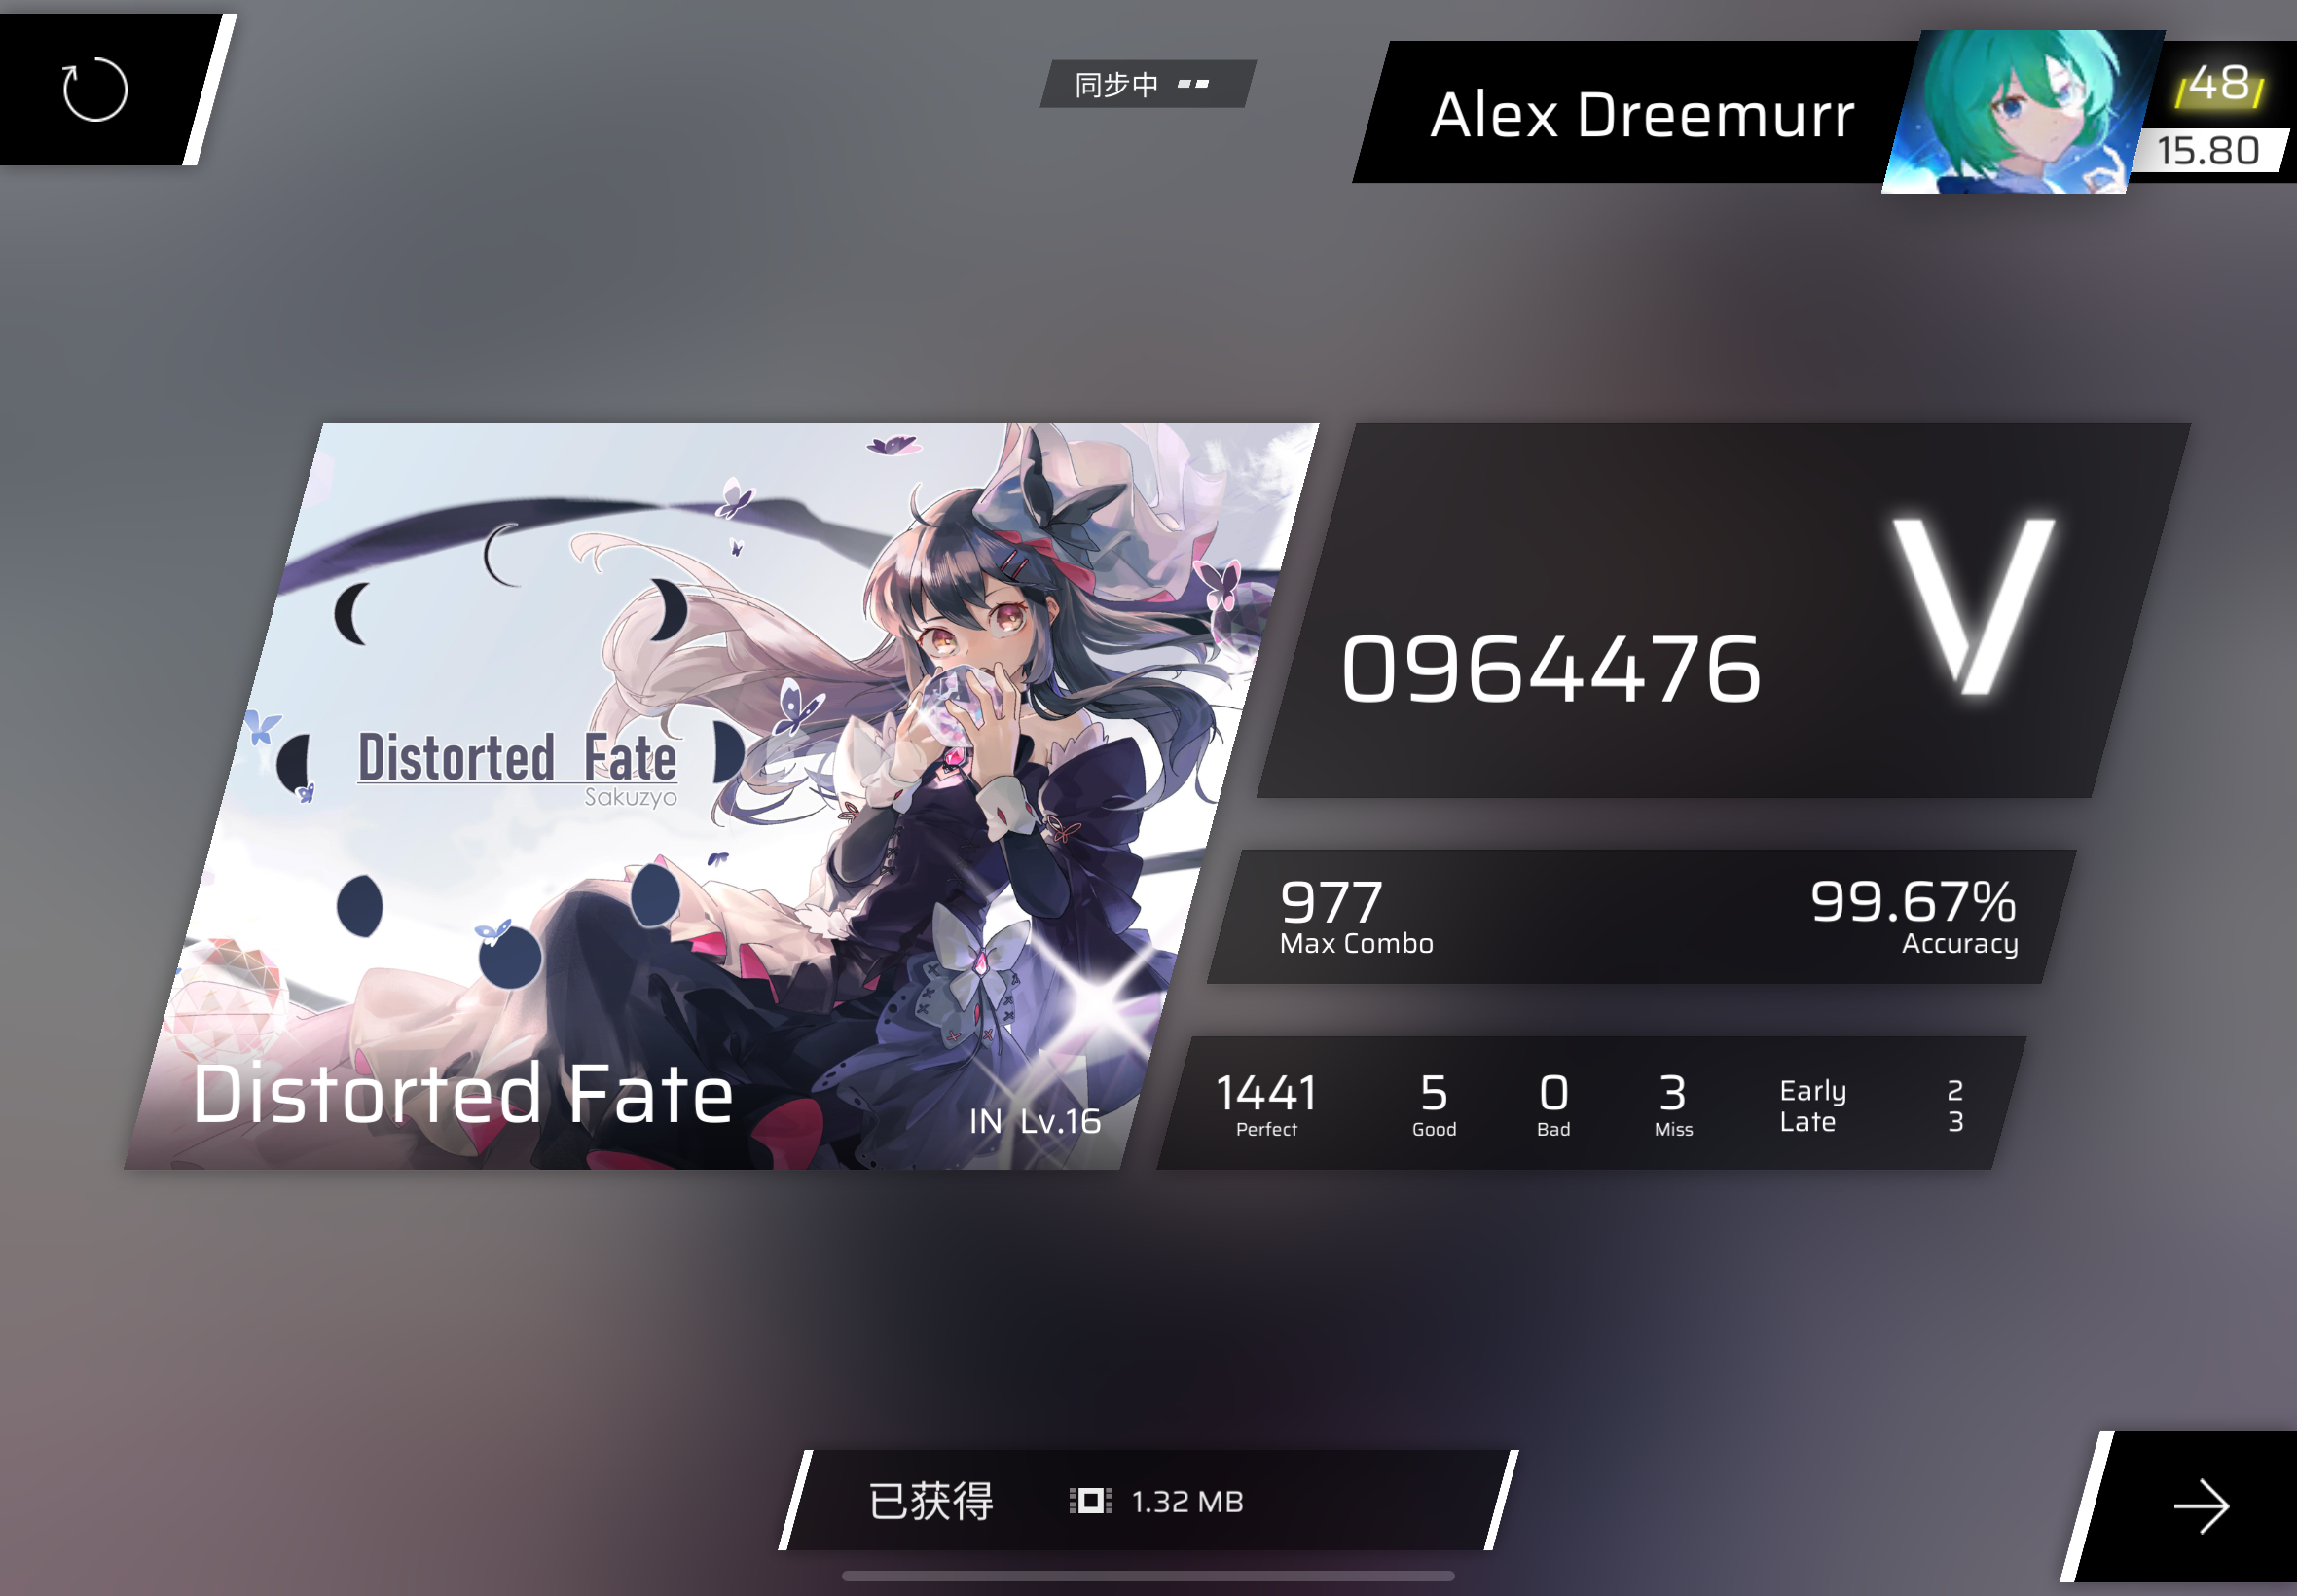 同步中
Alex Dreemurr
48
15.80
Distorted Fate
Sakuzyo
Distorted Fate
IN Lv.16
0964476
V
977
Max Combo
99.67%
Accuracy
1441
Perfect
5
Good
0
Bad
3
Miss
Early 2
Late 3
已获得 1.32 MB